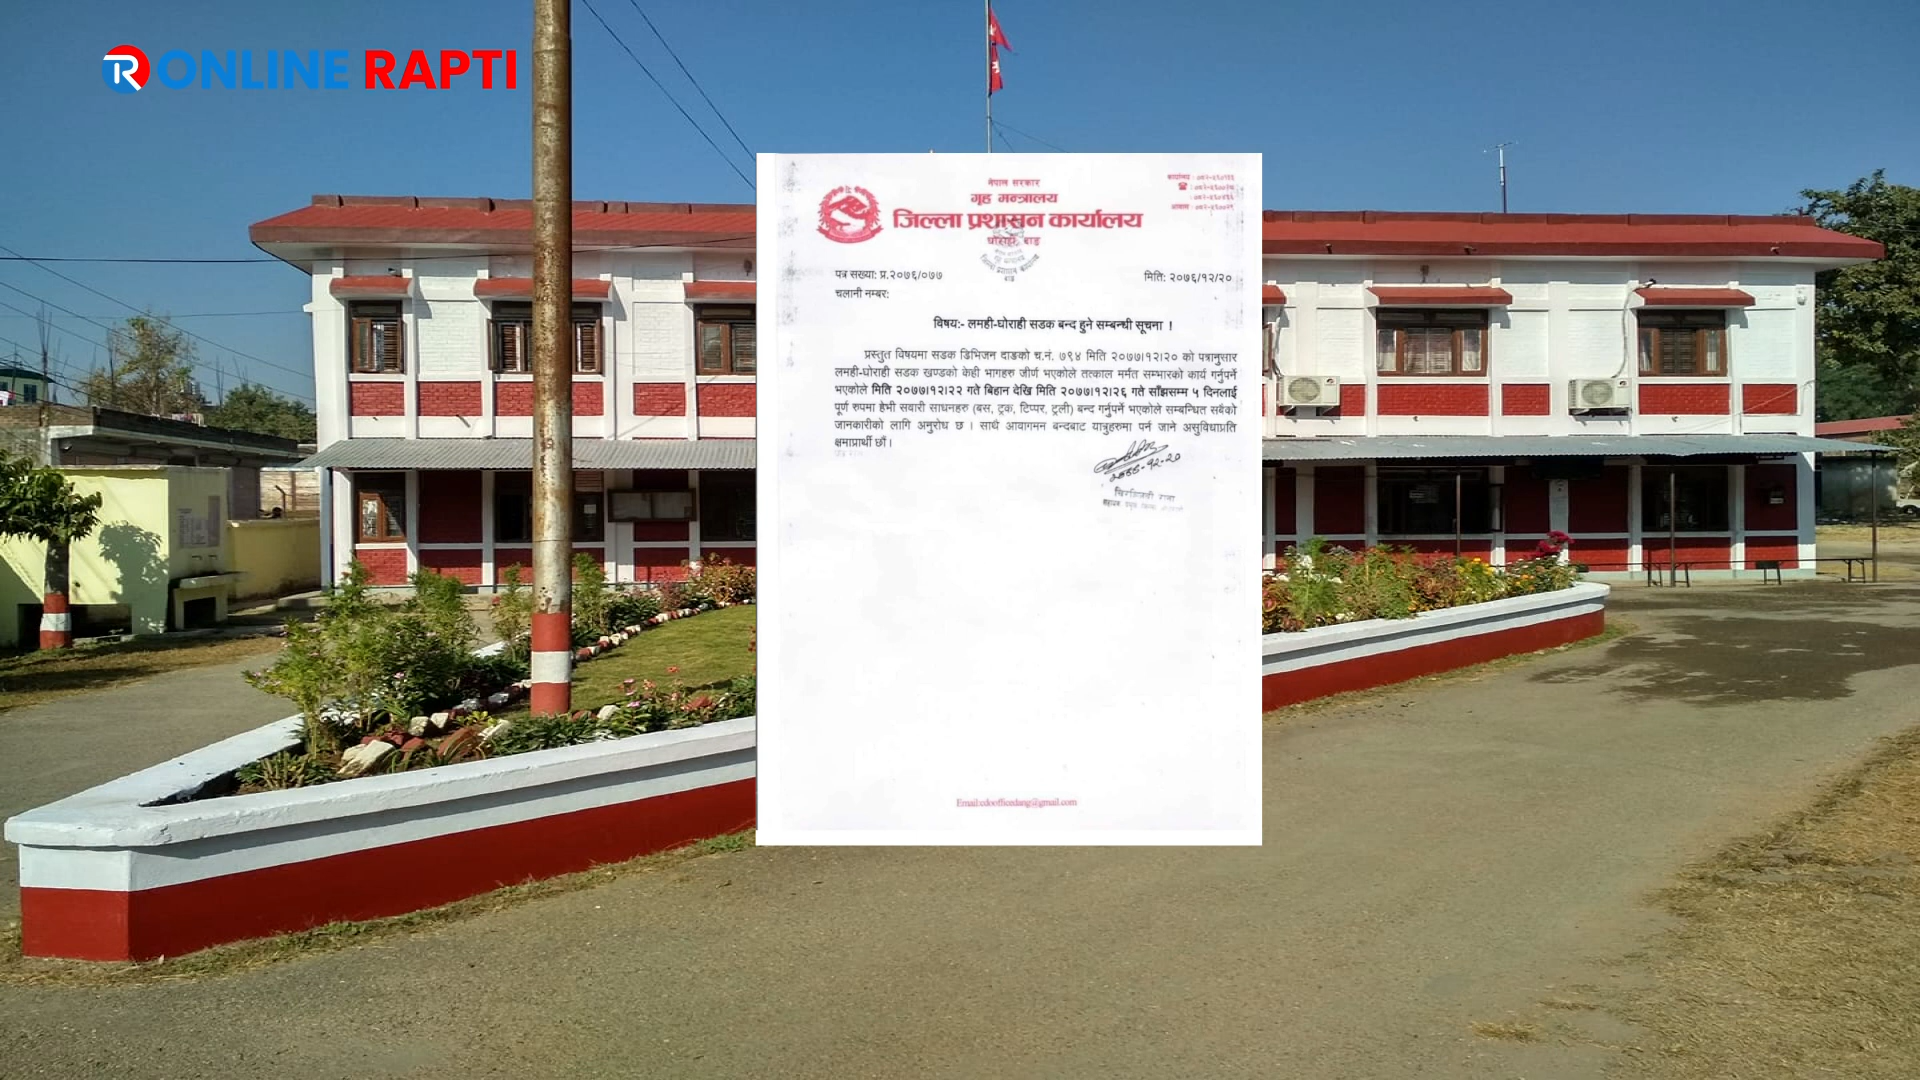 ONLINE RAPTI
नेपाल सरकार
गृह मन्त्रालय
जिल्ला प्रशासन कार्यालय
घोराही, दाङ
पत्र सख्या: प्र.२०७६/०७७
मिति: २०७६/१२/२०
चलानी नम्बर:
विषय:- लमही-घोराही सडक बन्द हुने सम्बन्धी सूचना !
प्रस्तुत विषयमा सडक डिभिजन दाङको च.नं. ७९४ मिति २०७७।१२।२० को पत्रानुसार
लमही-घोराही सडक खण्डको केही भागहरु जीर्ण भएकोले तत्काल मर्मत सम्भारको कार्य गर्नुपर्ने
भएकोले मिति २०७७।१२।२२ गते बिहान देखि मिति २०७७।१२।२६ गते साँझसम्म ५ दिनलाई
पूर्ण रुपमा हेभी सवारी साधनहरु (बस, ट्रक, टिप्पर, ट्रली) बन्द गर्नुपर्ने भएकोले सम्बन्धित सबैको
जानकारीको लागि अनुरोध छ । साथै आवागमन बन्दबाट यात्रुहरुमा पर्न जाने असुविधाप्रति
क्षमाप्रार्थी छौं।
Email:cdoofficedang@gmail.com